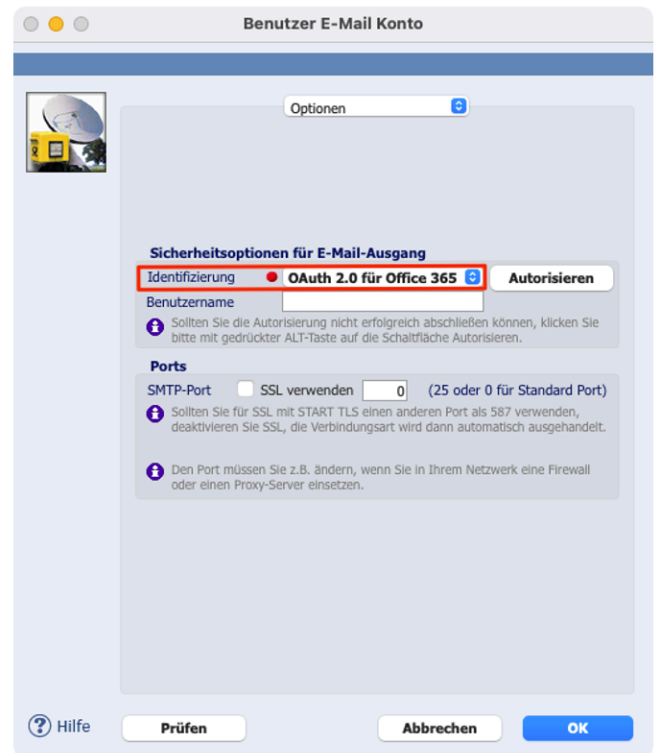 Benutzer E-Mail Konto
Optionen
Sicherheitsoptionen für E-Mail-Ausgang
Identifizierung OAuth 2.0 für Office 365 Autorisieren
Benutzername
Sollten Sie die Autorisierung nicht erfolgreich abschließen können, klicken Sie
bitte mit gedrückter ALT-Taste auf die Schaltfläche Autorisieren.
Ports
SMTP-Port SSL verwenden 0 (25 oder 0 für Standard Port)
Sollten Sie für SSL mit START TLS einen anderen Port als 587 verwenden,
deaktivieren Sie SSL, die Verbindungsart wird dann automatisch ausgehandelt.
Den Port müssen Sie z.B. ändern, wenn Sie in Ihrem Netzwerk eine Firewall
oder einen Proxy-Server einsetzen.
? Hilfe Prüfen Abbrechen OK